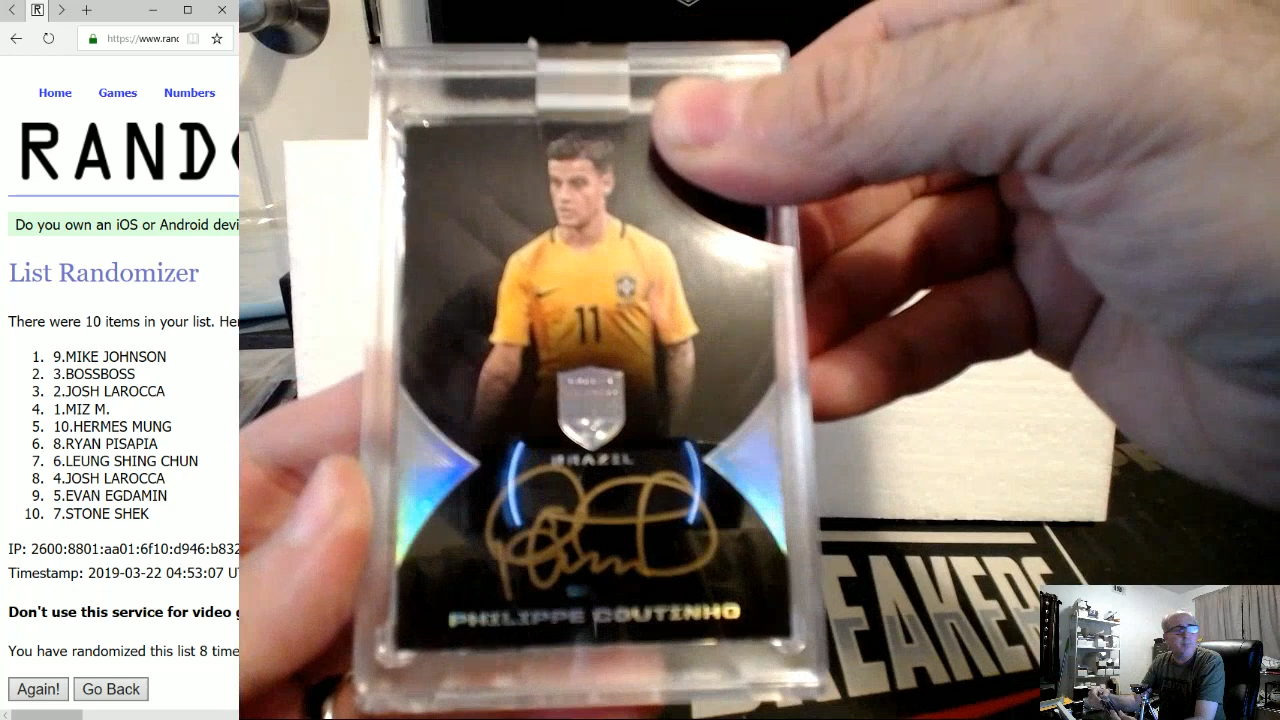 R
https://www.ranc
Home Games Numbers
RANDO
Do you own an iOS or Android devi
List Randomizer
There were 10 items in your list. He
1. 9.MIKE JOHNSON
2. 3.BOSSBOSS
3. 2.JOSH LAROCCA
4. 1.MIZ M.
5. 10.HERMES MUNG
6. 8.RYAN PISAPIA
7. 6.LEUNG SHING CHUN
8. 4.JOSH LAROCCA
9. 5.EVAN EGDAMIN
10. 7.STONE SHEK
IP: 2600:8801:aa01:6f10:d946:b832
Timestamp: 2019-03-22 04:53:07 U
Don't use this service for video g
You have randomized this list 8 time
Again! Go Back
11
BRAZIL
PHILIPPE COUTINHO
BREAKERS